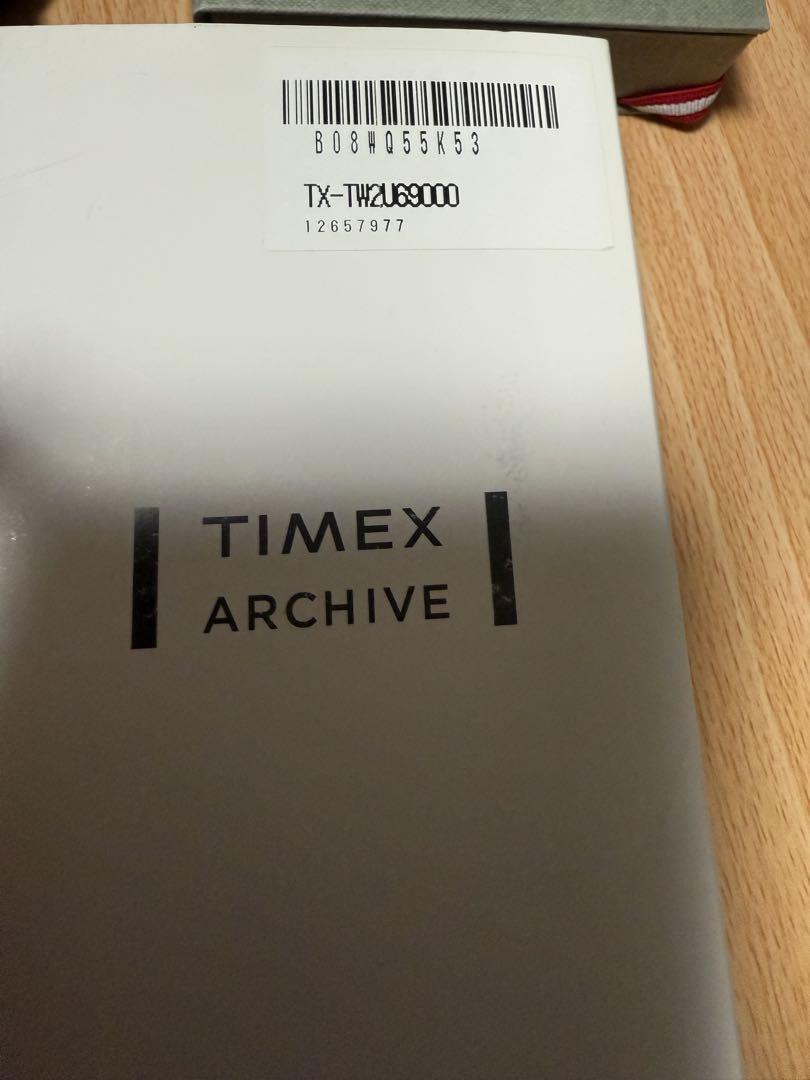 B08WQ55K53
TX-TW2U69000
12657977
TIMEX
ARCHIVE